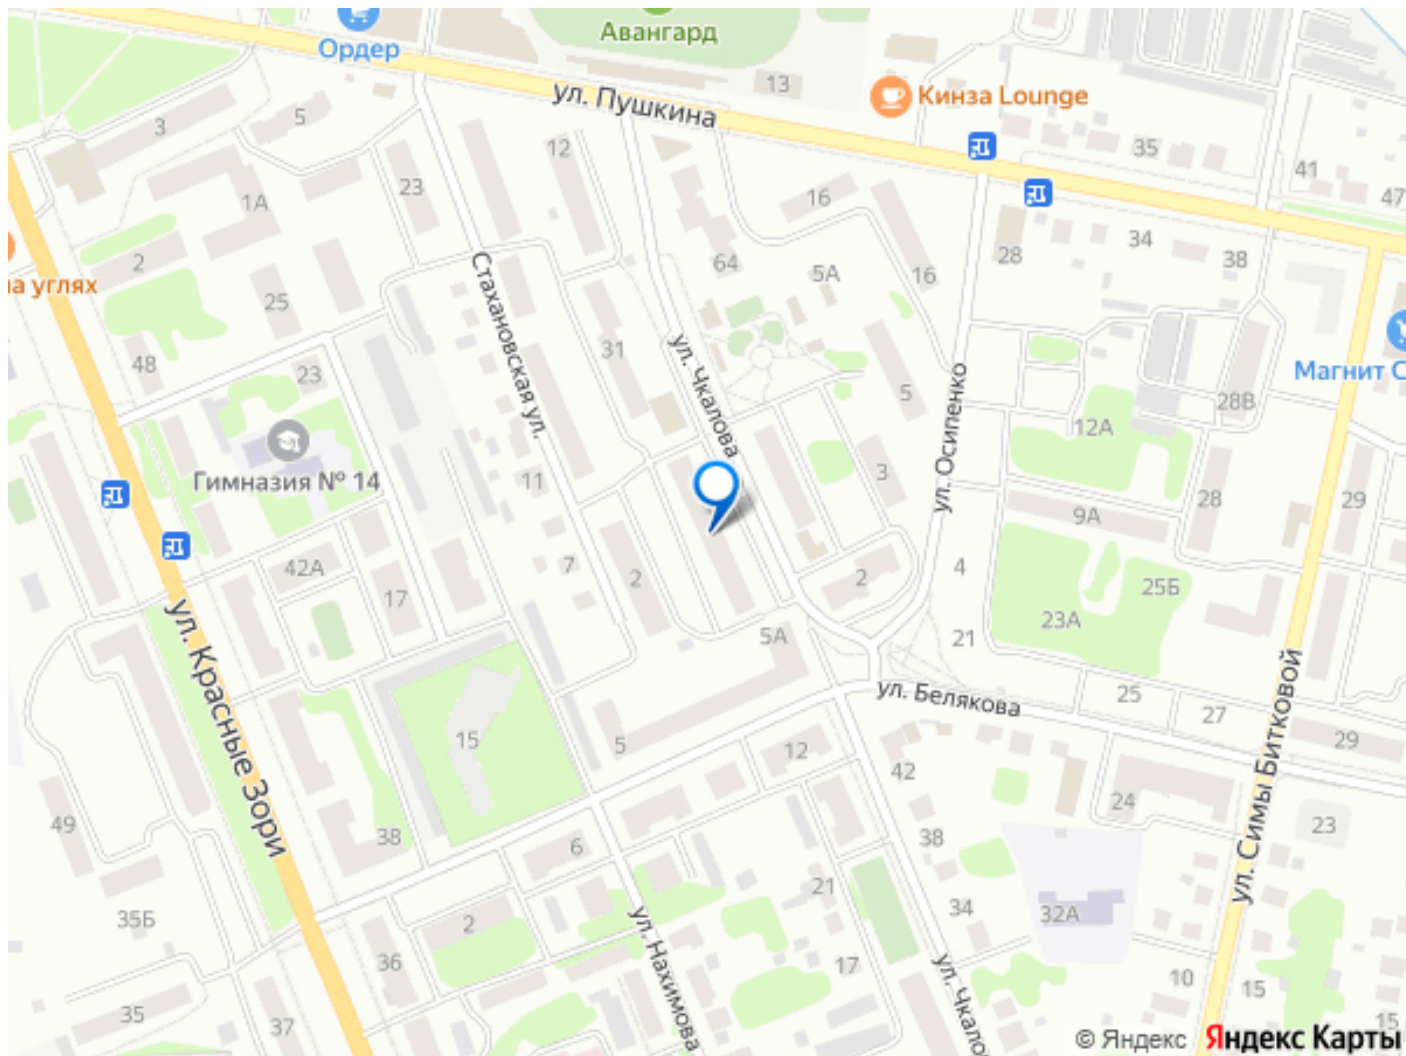 Авангард
Ордер
13
ул. Пушкина
Кинза Lounge
3
5
12
35
41
47
23
1А
16
34
28
38
64
5А
16
2
а углях
25
Стахановская ул.
31
ул. Чкалова
48
23
5
ул. Осипенко
Магнит С
28В
12А
Гимназия № 14
11
3
28
29
9А
42А
7
2
2
4
17
25Б
23А
5А
21
ул. Красные Зори
ул. Белякова
25
27
29
15
5
12
42
ул. Симы Битковой
24
49
38
6
38
23
21
35Б
2
34
32А
ул. Нахимова
36
17
ул. Чкало
10
15
35
37
15
© Яндекс Яндекс Карты